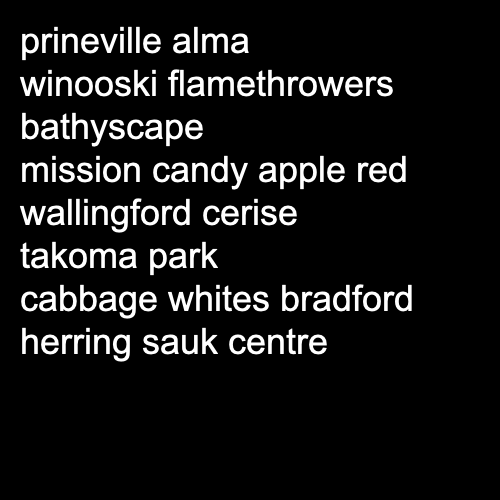 prineville alma
winooski flamethrowers
bathyscape
mission candy apple red
wallingford cerise
takoma park
cabbage whites bradford
herring sauk centre